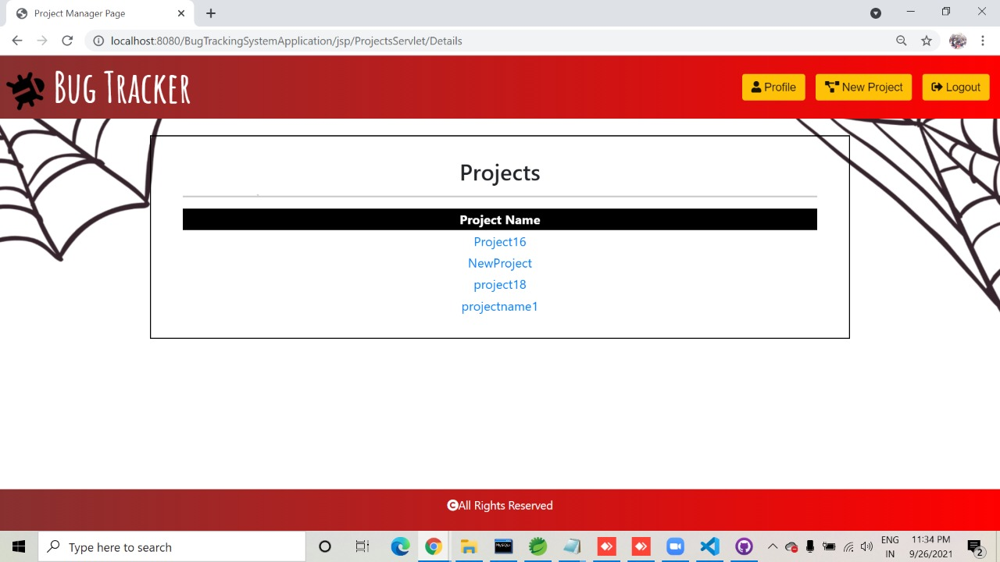 Project Manager Page
localhost:8080/BugTrackingSystemApplication/jsp/ProjectsServlet/Details
Bug Tracker
Profile
New Project
Logout
Projects
Project Name
Project16
NewProject
project18
projectname1
©All Rights Reserved
Type here to search
MySQL
ENG
IN
11:34 PM
9/26/2021
2